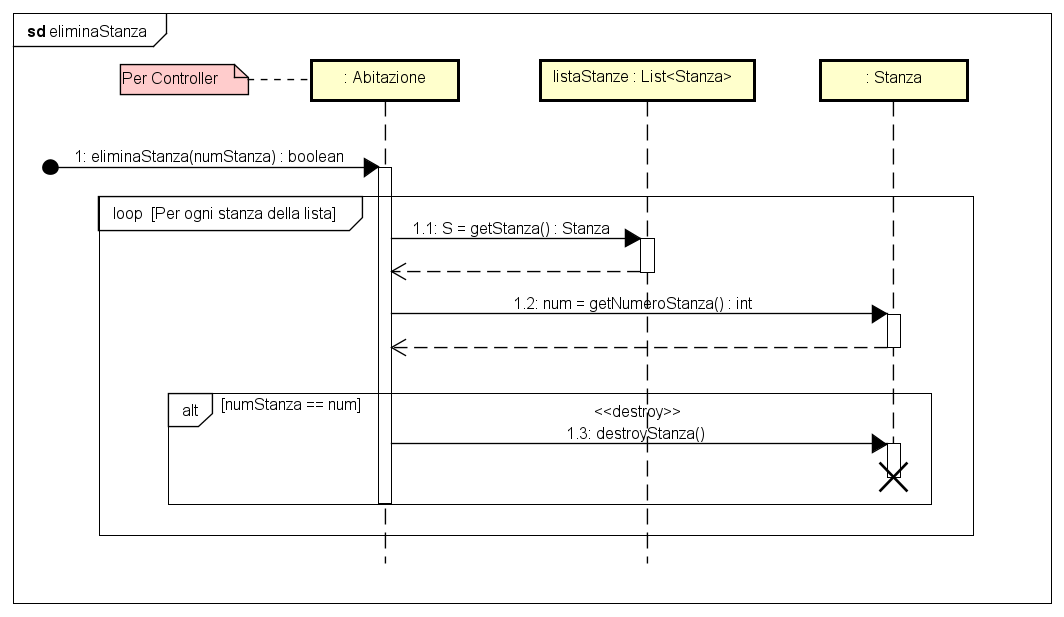 sd eliminaStanza
Per Controller
: Abitazione
listaStanze : List<Stanza>
: Stanza
1: eliminaStanza(numStanza) : boolean
loop [Per ogni stanza della lista]
1.1: S = getStanza() : Stanza
1.2: num = getNumeroStanza() : int
alt [numStanza == num]
<<destroy>>
1.3: destroyStanza()